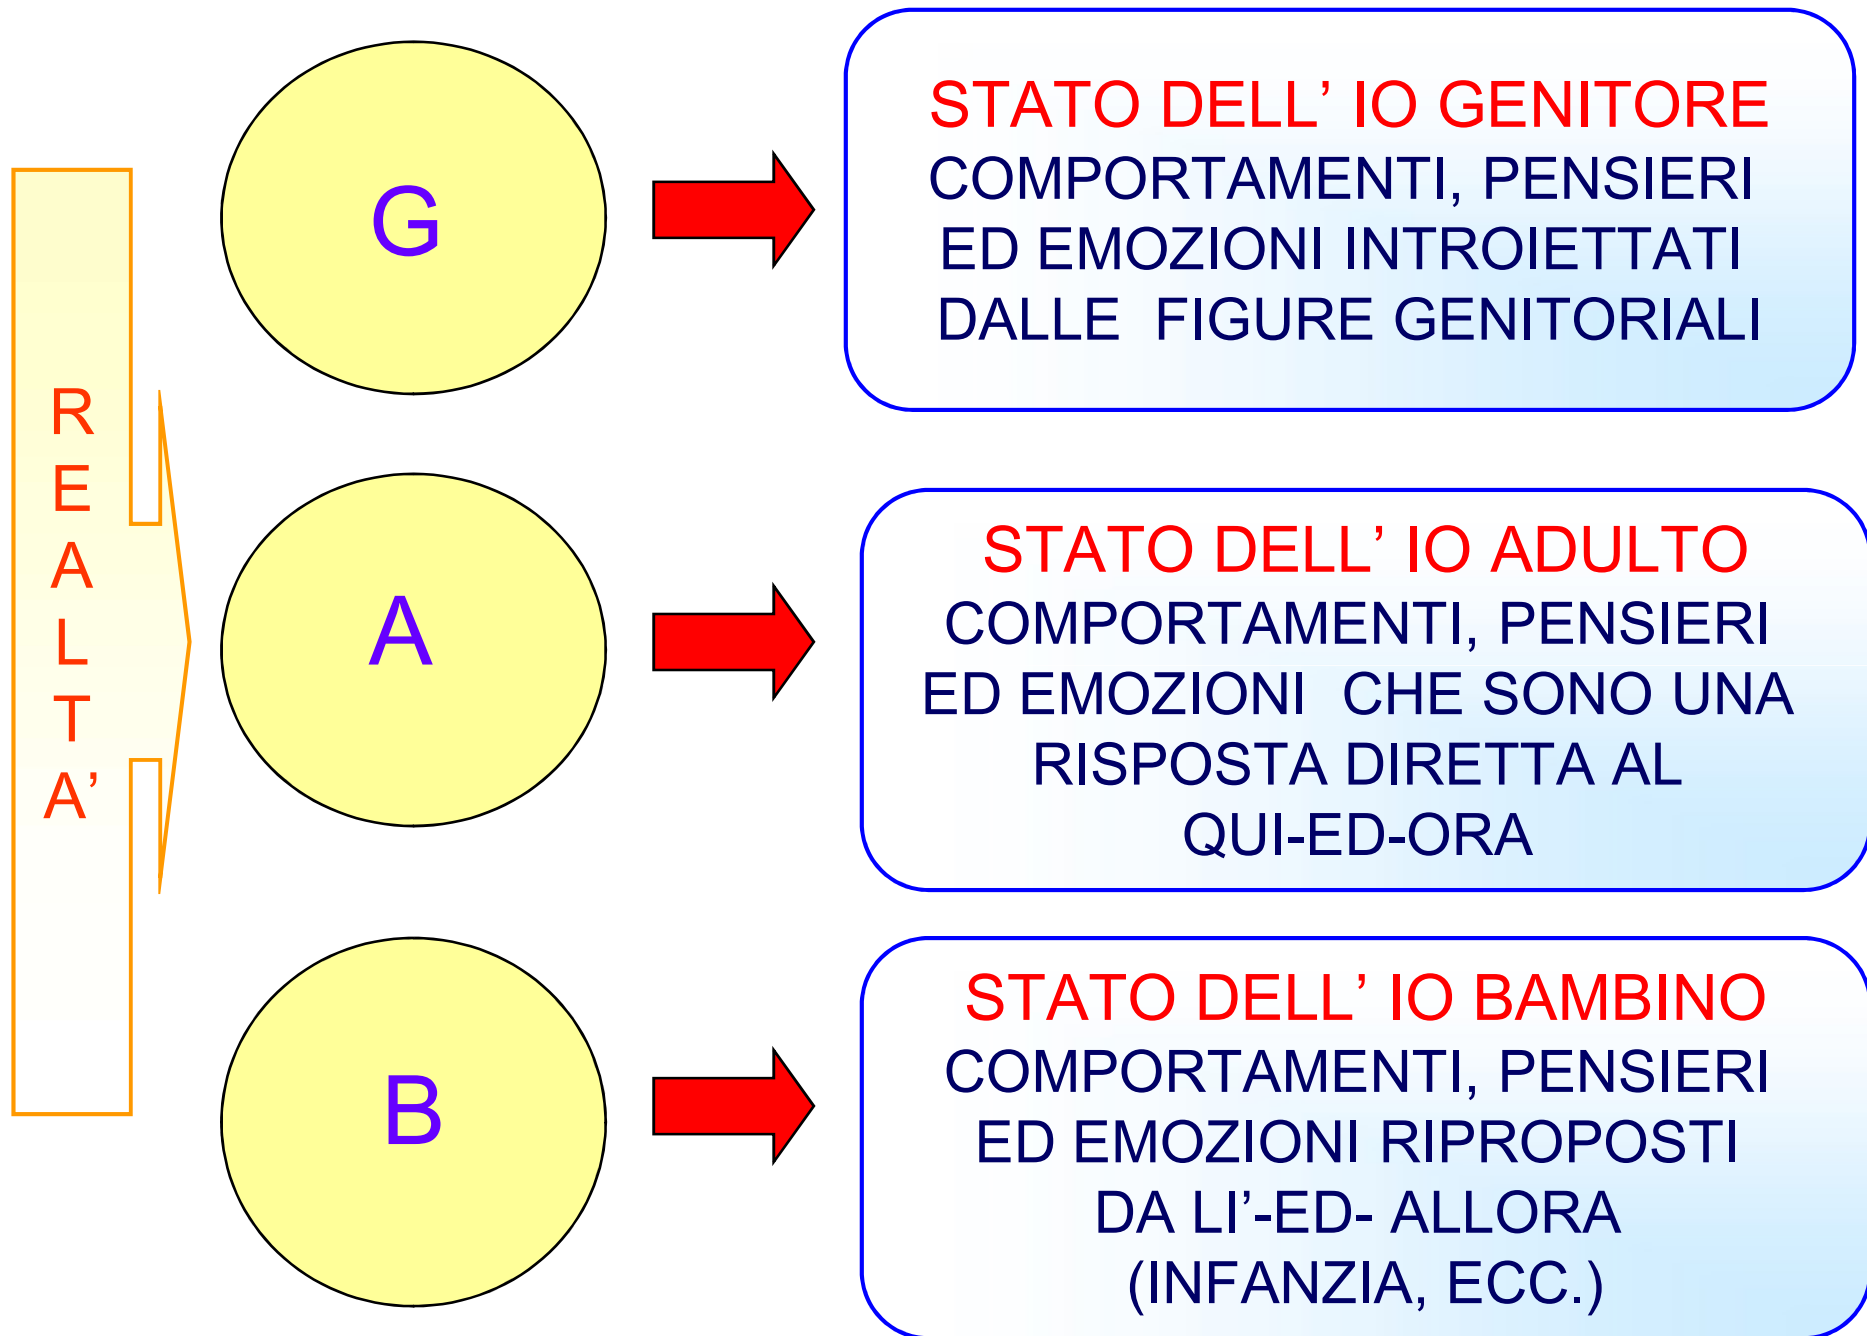 R
E
A
L
T
A’
G
STATO DELL’ IO GENITORE
COMPORTAMENTI, PENSIERI
ED EMOZIONI INTROIETTATI
DALLE FIGURE GENITORIALI
A
STATO DELL’ IO ADULTO
COMPORTAMENTI, PENSIERI
ED EMOZIONI CHE SONO UNA
RISPOSTA DIRETTA AL
QUI-ED-ORA
B
STATO DELL’ IO BAMBINO
COMPORTAMENTI, PENSIERI
ED EMOZIONI RIPROPOSTI
DA LI’-ED- ALLORA
(INFANZIA, ECC.)